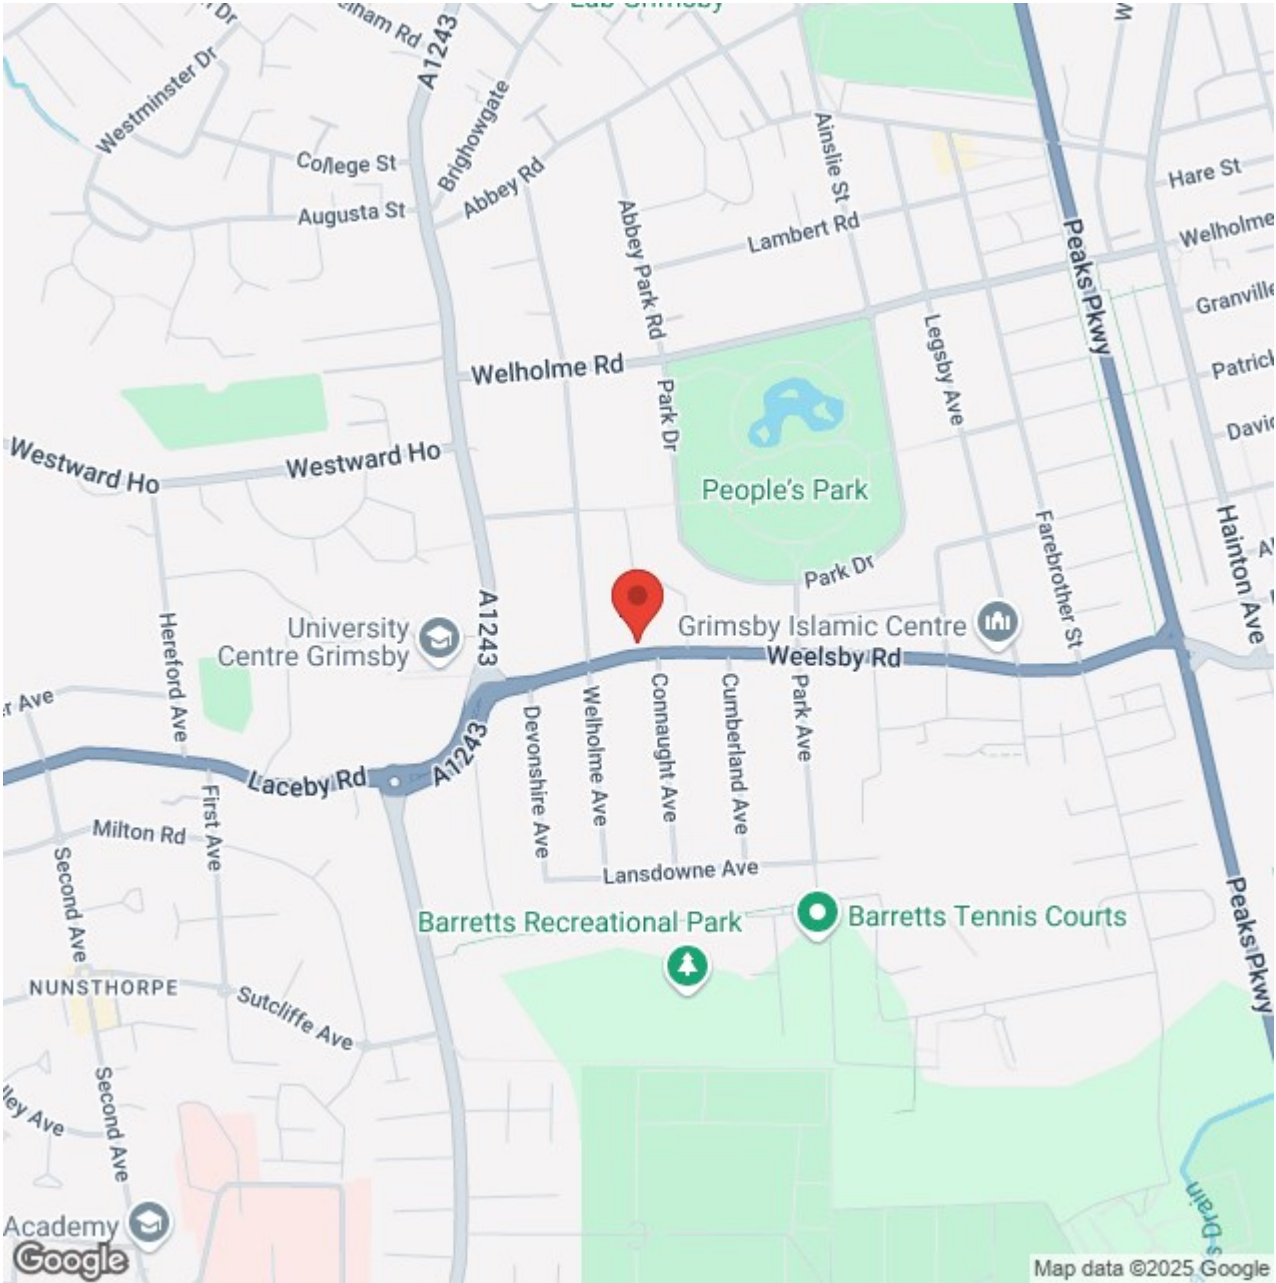 Westminster Dr
A1243
Brighowgate
College St
Abbey Rd
Augusta St
Ainslie St
Hare St
Abbey Park Rd
Lambert Rd
Peaks Pkwy
Welholme
Granville
Welholme Rd
Legsby Ave
Patrick
Park Dr
David
Westward Ho
Westward Ho
People's Park
Farebrother St
Hainton Ave
Park Dr
A1243
Hereford Ave
University
Centre Grimsby
Grimsby Islamic Centre
Weelsby Rd
Devonshire Ave
Welholme Ave
Connaught Ave
Cumberland Ave
Park Ave
Laceby Rd
A1243
First Ave
Milton Rd
Second Ave
Lansdowne Ave
Barretts Recreational Park
Barretts Tennis Courts
Peaks Pkwy
NUNSTHORPE
Sutcliffe Ave
Second Ave
Academy
Google
Map data ©2025 Google